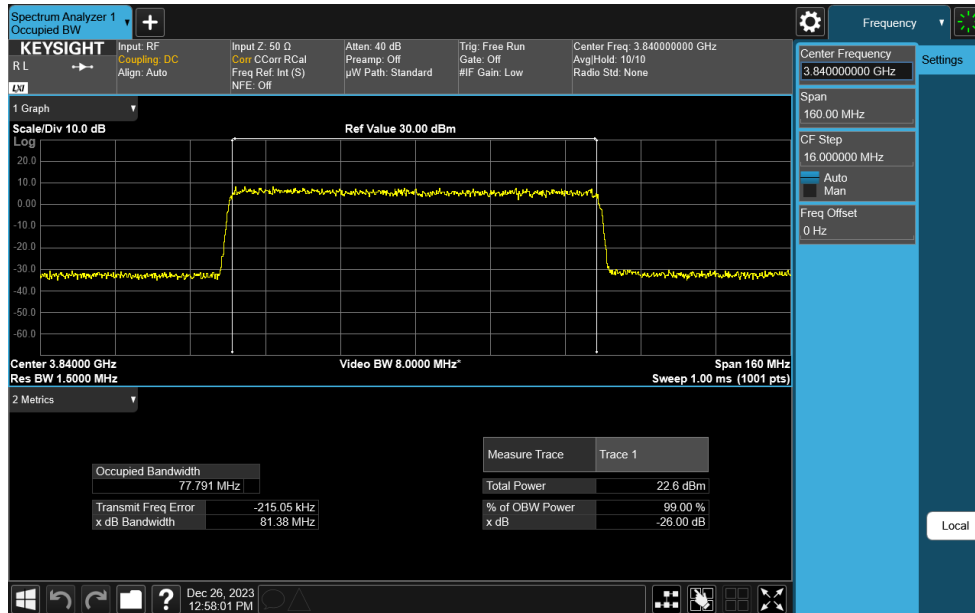 Spectrum Analyzer 1
Occupied BW
Frequency
KEYSIGHT
R L
LXI
Input: RF
Coupling: DC
Align: Auto
Input Z: 50 Ω
Corr CCorr RCal
Freq Ref: Int (S)
NFE: Off
Atten: 40 dB
Preamp: Off
µW Path: Standard
Trig: Free Run
Gate: Off
#IF Gain: Low
Center Freq: 3.840000000 GHz
Avg|Hold: 10/10
Radio Std: None
Center Frequency
3.840000000 GHz
Settings
Span
160.00 MHz
CF Step
16.000000 MHz
Auto
Man
Freq Offset
0 Hz
Local
1 Graph
Scale/Div 10.0 dB
Ref Value 30.00 dBm
Log
20.0
10.0
0.00
-10.0
-20.0
-30.0
-40.0
-50.0
-60.0
Center 3.84000 GHz
Video BW 8.0000 MHz*
Span 160 MHz
Res BW 1.5000 MHz
Sweep 1.00 ms (1001 pts)
2 Metrics
Occupied Bandwidth
77.791 MHz
Transmit Freq Error -215.05 kHz
x dB Bandwidth 81.38 MHz
Measure Trace Trace 1
Total Power 22.6 dBm
% of OBW Power 99.00 %
x dB -26.00 dB
?
Dec 26, 2023
12:58:01 PM